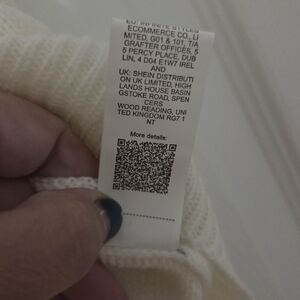 EU: INFINITE STYLES
ECOMMERCE CO., LI
MITED, G01 & 101, T/A
GRAFTER OFFICES, 5
5 PERCY PLACE, DUB
LIN, 4 D04 E1W7 IREL
AND
UK: SHEIN DISTRIBUTI
ON UK LIMITED, HIGH
LANDS HOUSE BASIN
GSTOKE ROAD, SPEN
CERS
WOOD READING, UNI
TED KINGDOM RG7 1
NT
More details: